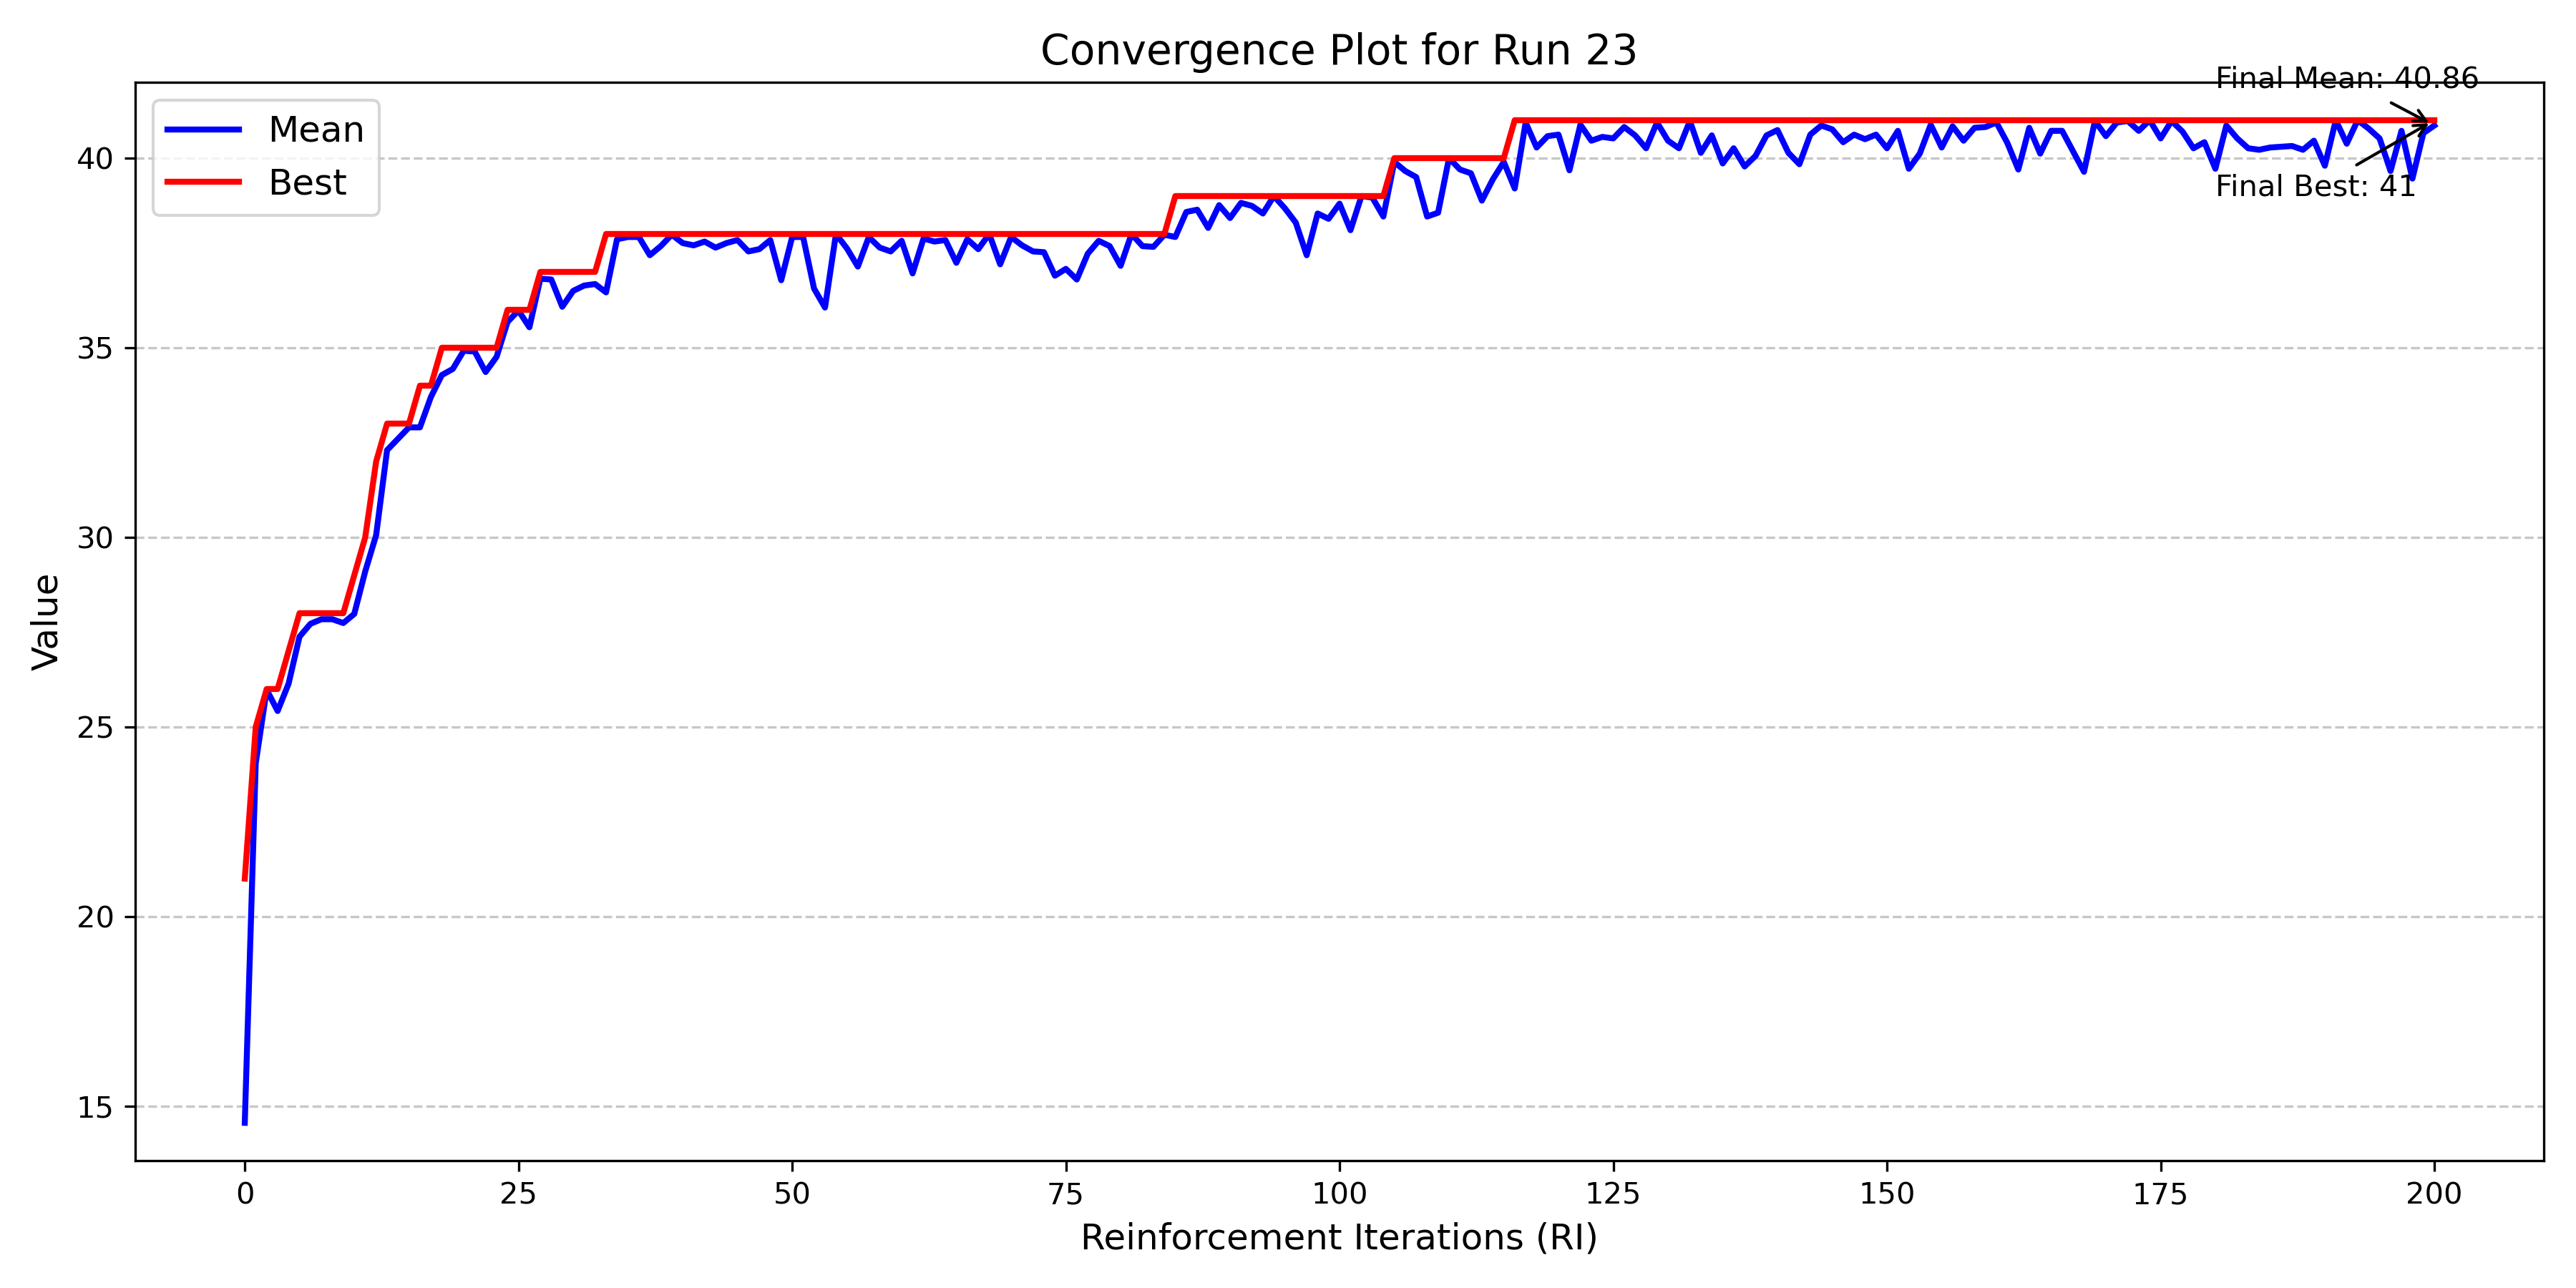 Convergence Plot for Run 23
Final Mean: 40.86
Mean
Best
Final Best: 41
Value
40
35
30
25
20
15
0 25 50 75 100 125 150 175 200
Reinforcement Iterations (RI)